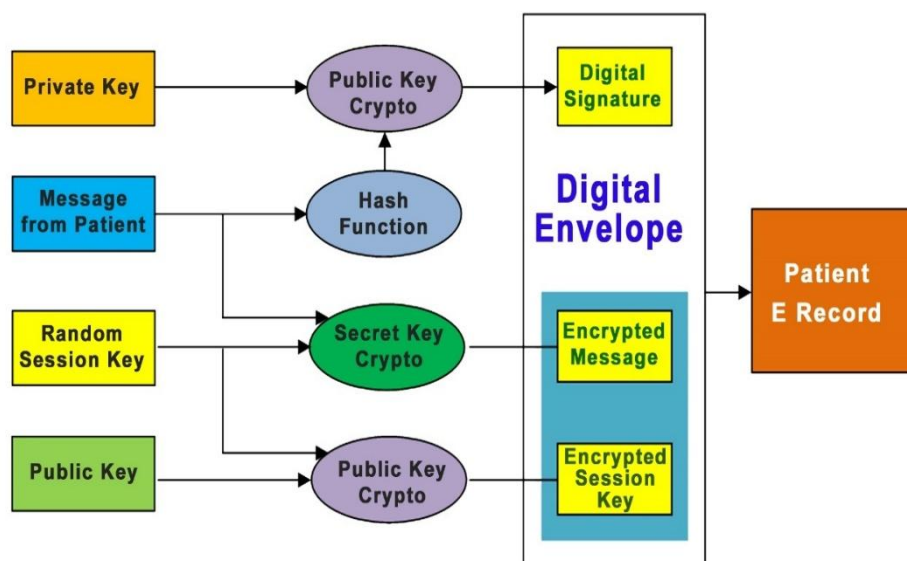 Private Key
Public Key
Crypto
Digital
Signature
Message
from Patient
Hash
Function
Digital
Envelope
Patient
E Record
Random
Session Key
Secret Key
Crypto
Encrypted
Message
Public Key
Public Key
Crypto
Encrypted
Session
Key